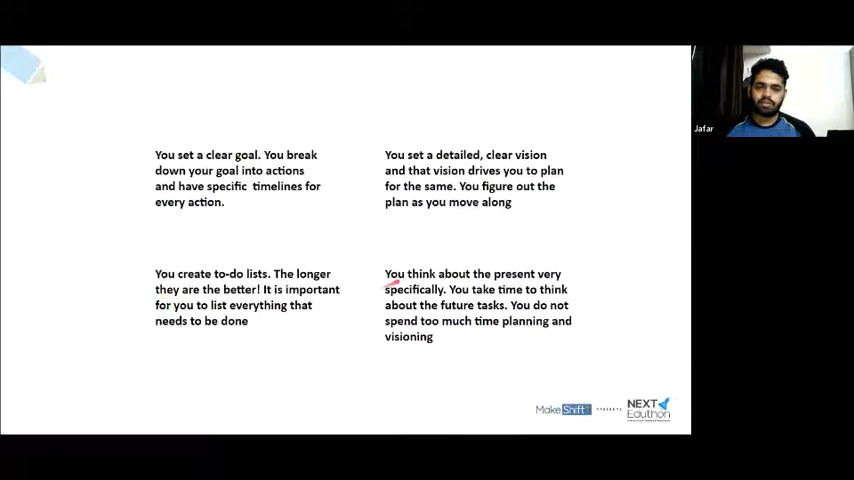 You set a clear goal. You break
down your goal into actions
and have specific timelines for
every action.
You set a detailed, clear vision
and that vision drives you to plan
for the same. You figure out the
plan as you move along
You create to-do lists. The longer
they are the better! It is important
for you to list everything that
needs to be done
You think about the present very
specifically. You take time to think
about the future tasks. You do not
spend too much time planning and
visioning
Jafar
MakeShift PRESENTS
NEXT
Eduthon